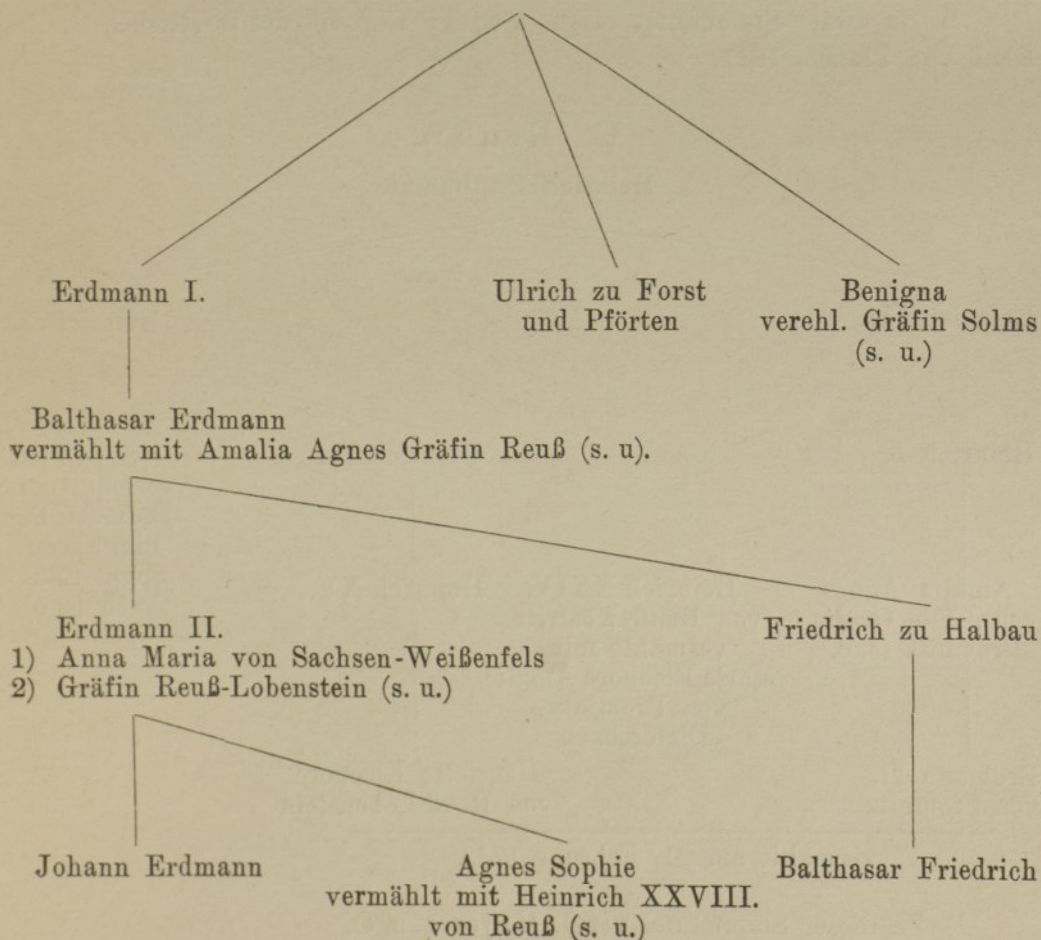 Erdmann I.
Ulrich zu Forst
und Pförten
Benigna
verehl. Gräfin Solms
(s. u.)
Balthasar Erdmann
vermählt mit Amalia Agnes Gräfin Reuß (s. u).
Erdmann II.
1) Anna Maria von Sachsen-Weißenfels
2) Gräfin Reuß-Lobenstein (s. u.)
Friedrich zu Halbau
Johann Erdmann
Agnes Sophie
vermählt mit Heinrich XXVIII.
von Reuß (s. u.)
Balthasar Friedrich